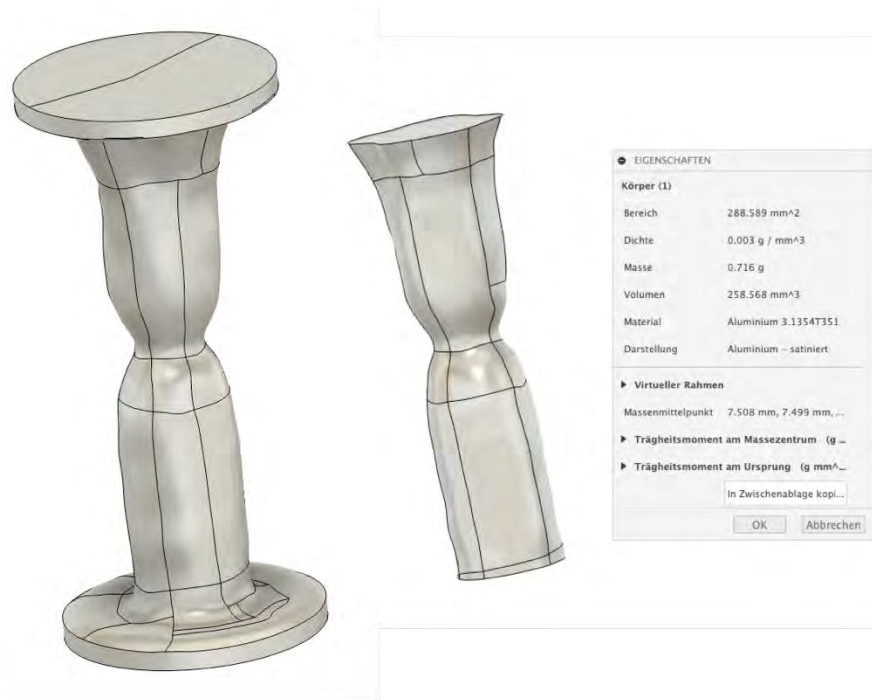 EIGENSCHAFTEN
Körper (1)
Bereich 288.589 mm^2
Dichte 0.003 g / mm^3
Masse 0.716 g
Volumen 258.568 mm^3
Material Aluminium 3.1354T351
Darstellung Aluminium – satiniert
Virtueller Rahmen
Massenmittelpunkt 7.508 mm, 7.499 mm, ...
Trägheitsmoment am Massezentrum (g ...
Trägheitsmoment am Ursprung (g mm^...
In Zwischenablage kopi...
OK Abbrechen